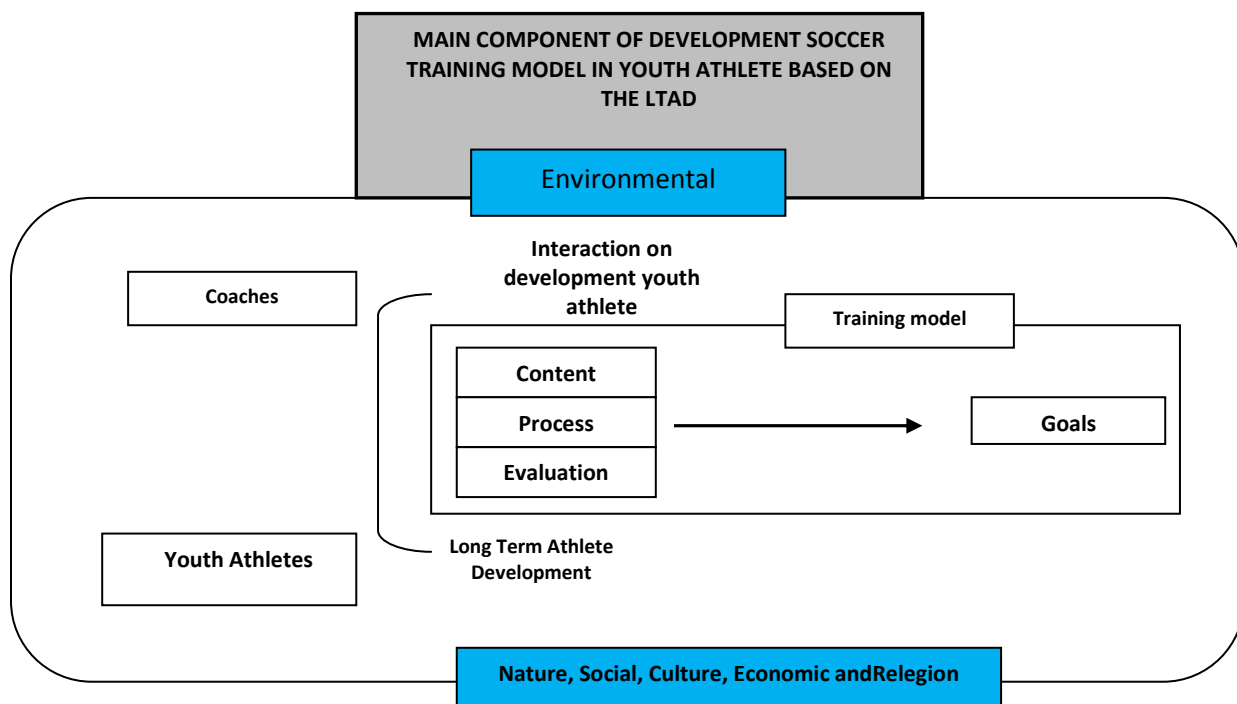 MAIN COMPONENT OF DEVELOPMENT SOCCER
TRAINING MODEL IN YOUTH ATHLETE BASED ON
THE LTAD
Environmental
Interaction on
development youth
athlete
Coaches
Training model
Content
Process
Goals
Evaluation
Youth Athletes
Long Term Athlete
Development
Nature, Social, Culture, Economic andRelegion